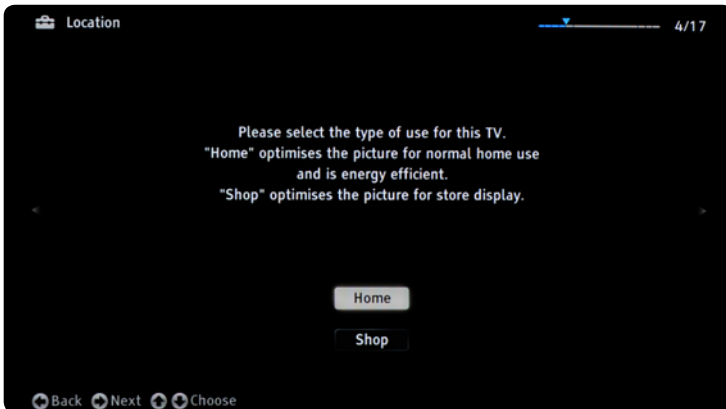 Location
4/17
Please select the type of use for this TV.
"Home" optimises the picture for normal home use
and is energy efficient.
"Shop" optimises the picture for store display.
Home
Shop
Back Next Choose